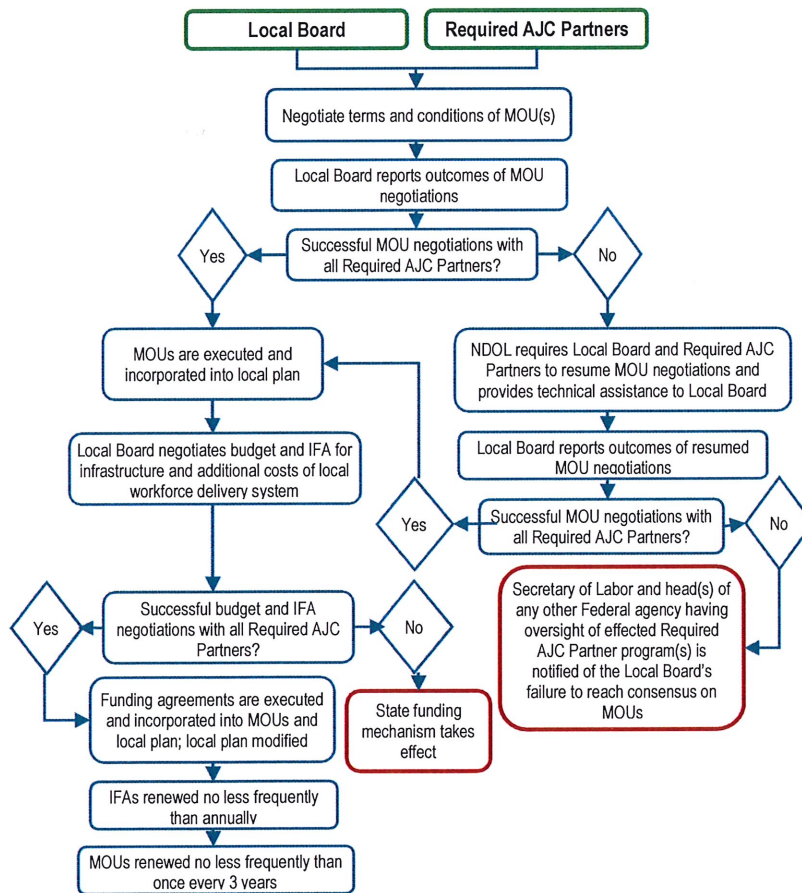 Local Board
Required AJC Partners
Negotiate terms and conditions of MOU(s)
Local Board reports outcomes of MOU
negotiations
Successful MOU negotiations with
all Required AJC Partners?
Yes
No
MOUs are executed and
incorporated into local plan
NDOL requires Local Board and Required AJC
Partners to resume MOU negotiations and
provides technical assistance to Local Board
Local Board negotiates budget and IFA for
infrastructure and additional costs of local
workforce delivery system
Local Board reports outcomes of resumed
MOU negotiations
Successful MOU negotiations with
all Required AJC Partners?
Yes
No
Secretary of Labor and head(s) of
any other Federal agency having
oversight of effected Required
AJC Partner program(s) is
notified of the Local Board's
failure to reach consensus on
MOUs
Successful budget and IFA
negotiations with all Required AJC
Partners?
Yes
No
Funding agreements are executed
and incorporated into MOUs and
local plan; local plan modified
State funding
mechanism takes
effect
IFAs renewed no less frequently
than annually
MOUs renewed no less frequently than
once every 3 years